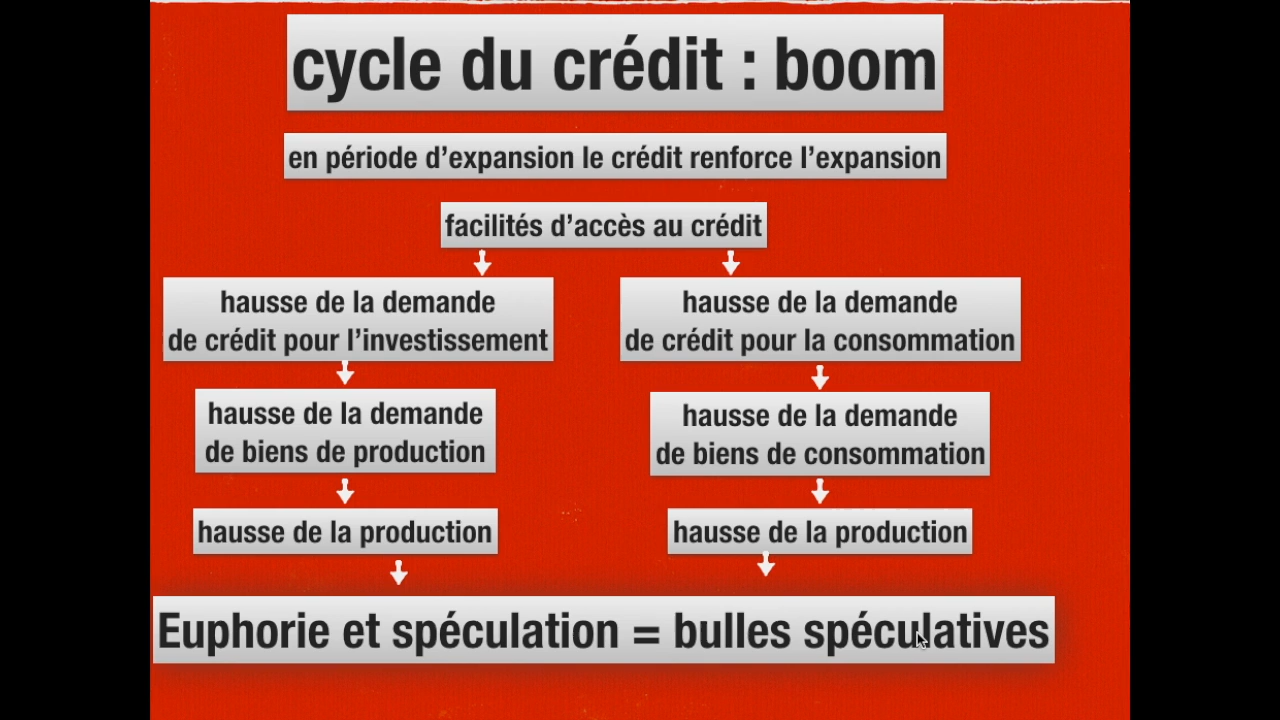 cycle du crédit : boom
en période d’expansion le crédit renforce l’expansion
facilités d’accès au crédit
hausse de la demande
de crédit pour l’investissement
hausse de la demande
de crédit pour la consommation
hausse de la demande
de biens de production
hausse de la demande
de biens de consommation
hausse de la production
hausse de la production
Euphorie et spéculation = bulles spéculatives